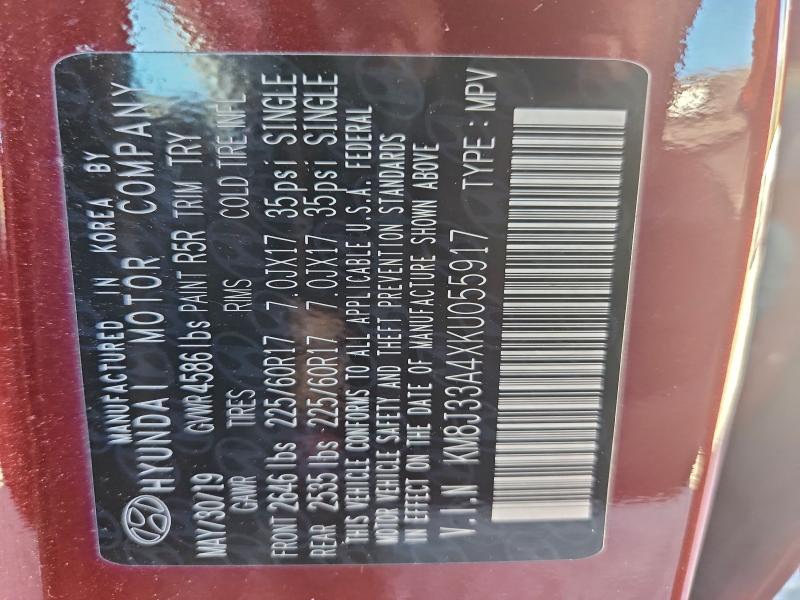 MANUFACTURED IN KOREA BY
HYUNDAI MOTOR COMPANY
MAY/30/19 GVWR 4586 lbs PAINT R5R TRIM TRY
GAWR TIRES RIMS COLD TIRE INFL
FRONT 2646 lbs 225/60R17 7.0JX17 35psi SINGLE
REAR 2535 lbs 225/60R17 7.0JX17 35psi SINGLE
THIS VEHICLE CONFORMS TO ALL APPLICABLE U.S.A. FEDERAL
MOTOR VEHICLE SAFETY AND THEFT PREVENTION STANDARDS
IN EFFECT ON THE DATE OF MANUFACTURE SHOWN ABOVE
V.I.N KM8J33A4XKU055917 TYPE : MPV